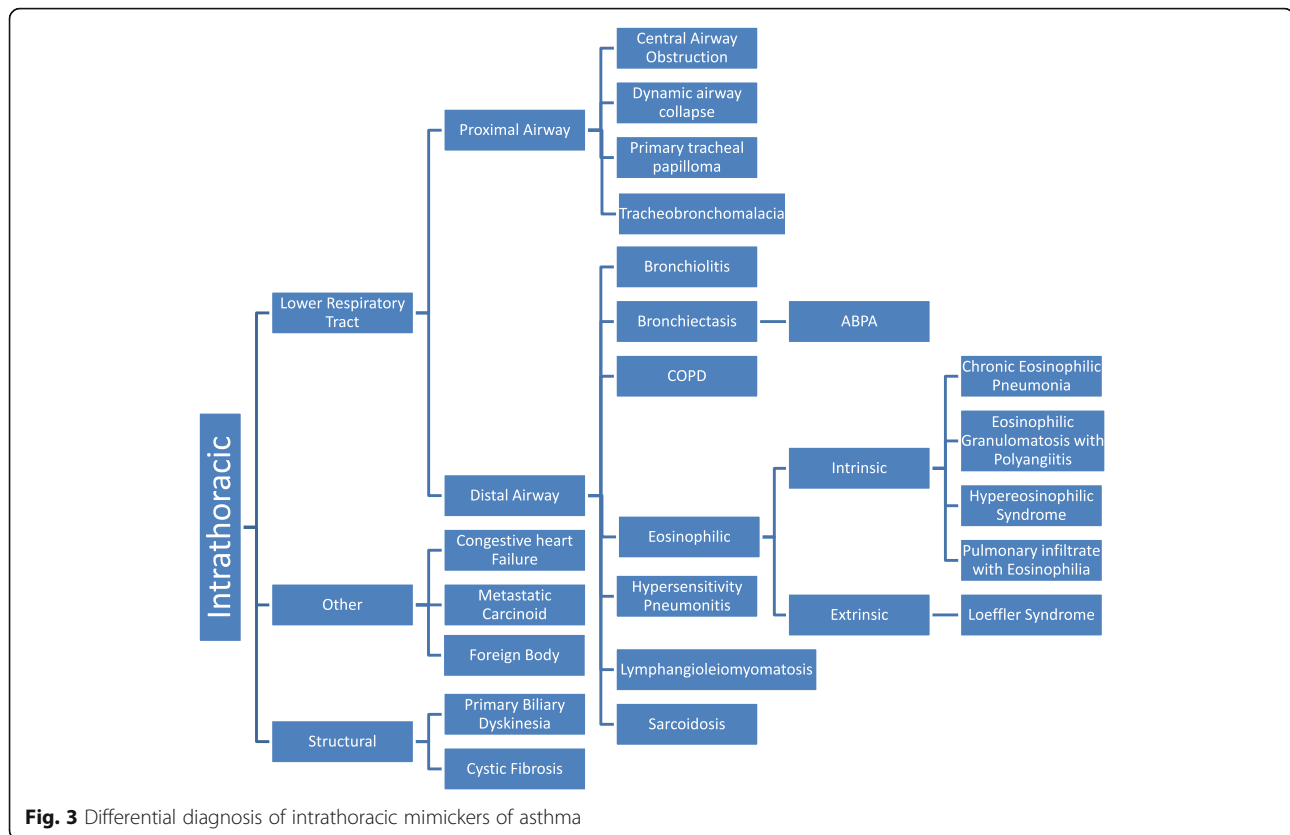 Intrathoracic
Lower Respiratory
Tract
Proximal Airway
Central Airway
Obstruction
Dynamic airway
collapse
Primary tracheal
papilloma
Tracheobronchomalacia
Distal Airway
Bronchiolitis
Bronchiectasis
ABPA
COPD
Eosinophilic
Intrinsic
Chronic Eosinophilic
Pneumonia
Eosinophilic
Granulomatosis with
Polyangiitis
Hypereosinophilic
Syndrome
Pulmonary infiltrate
with Eosinophilia
Extrinsic
Loeffler Syndrome
Hypersensitivity
Pneumonitis
Lymphangioleiomyomatosis
Sarcoidosis
Other
Congestive heart
Failure
Metastatic
Carcinoid
Foreign Body
Structural
Primary Biliary
Dyskinesia
Cystic Fibrosis
Fig. 3 Differential diagnosis of intrathoracic mimickers of asthma